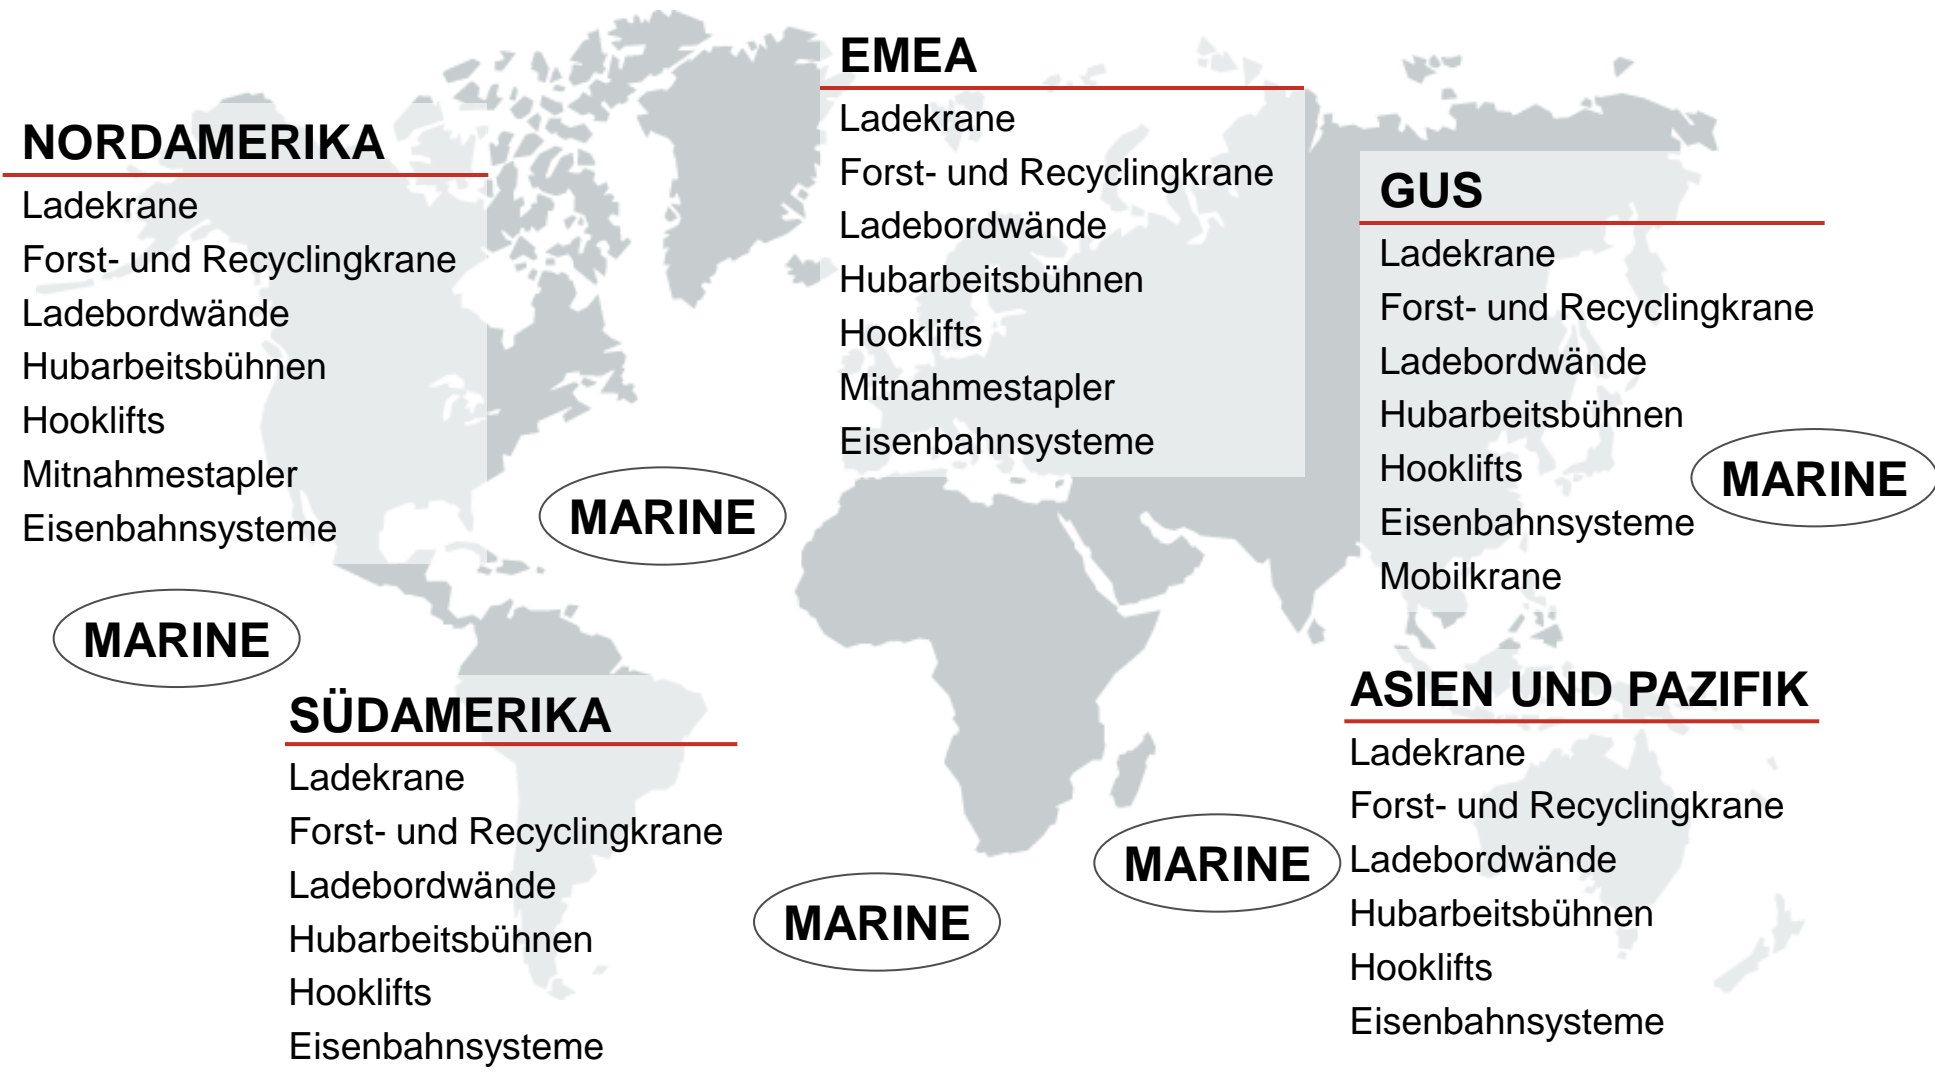 NORDAMERIKA
Ladekrane
Forst- und Recyclingkrane
Ladebordwände
Hubarbeitsbühnen
Hooklifts
Mitnahmestapler
Eisenbahnsysteme
EMEA
Ladekrane
Forst- und Recyclingkrane
Ladebordwände
Hubarbeitsbühnen
Hooklifts
Mitnahmestapler
Eisenbahnsysteme
GUS
Ladekrane
Forst- und Recyclingkrane
Ladebordwände
Hubarbeitsbühnen
Hooklifts
Eisenbahnsysteme
Mobilkrane
MARINE
MARINE
MARINE
SÜDAMERIKA
Ladekrane
Forst- und Recyclingkrane
Ladebordwände
Hubarbeitsbühnen
Hooklifts
Eisenbahnsysteme
MARINE
MARINE
ASIEN UND PAZIFIK
Ladekrane
Forst- und Recyclingkrane
Ladebordwände
Hubarbeitsbühnen
Hooklifts
Eisenbahnsysteme